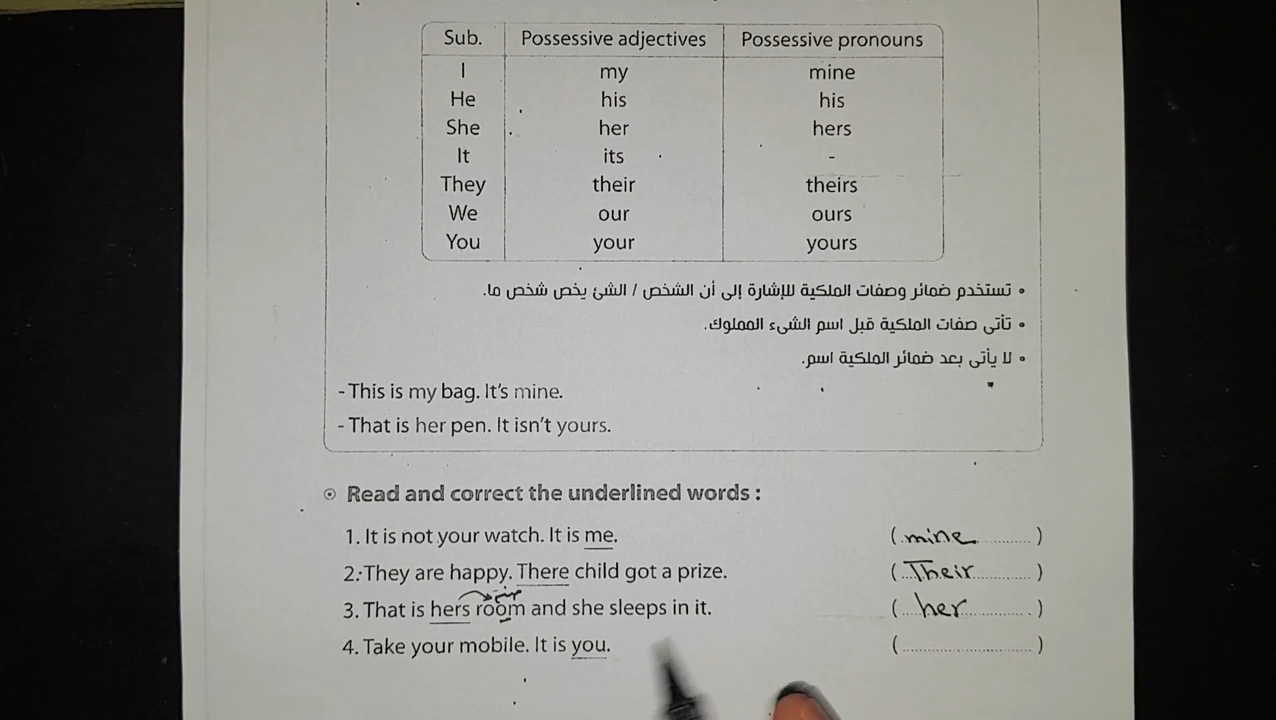 Sub. Possessive adjectives Possessive pronouns
I my mine
He his his
She her hers
It its -
They their theirs
We our ours
You your yours
• تستخدم ضمائر وصفات الملكية للإشارة إلى أن الشخص / الشئ يخص شخص ما.
• تأتى صفات الملكية قبل اسم الشيء المملوك.
• لا يأتى بعد ضمائر الملكية اسم.
- This is my bag. It's mine.
- That is her pen. It isn't yours.
Read and correct the underlined words :
1. It is not your watch. It is me. (mine)
2. They are happy. There child got a prize. (Their)
3. That is hers room and she sleeps in it. (her)
4. Take your mobile. It is you. (..............................)